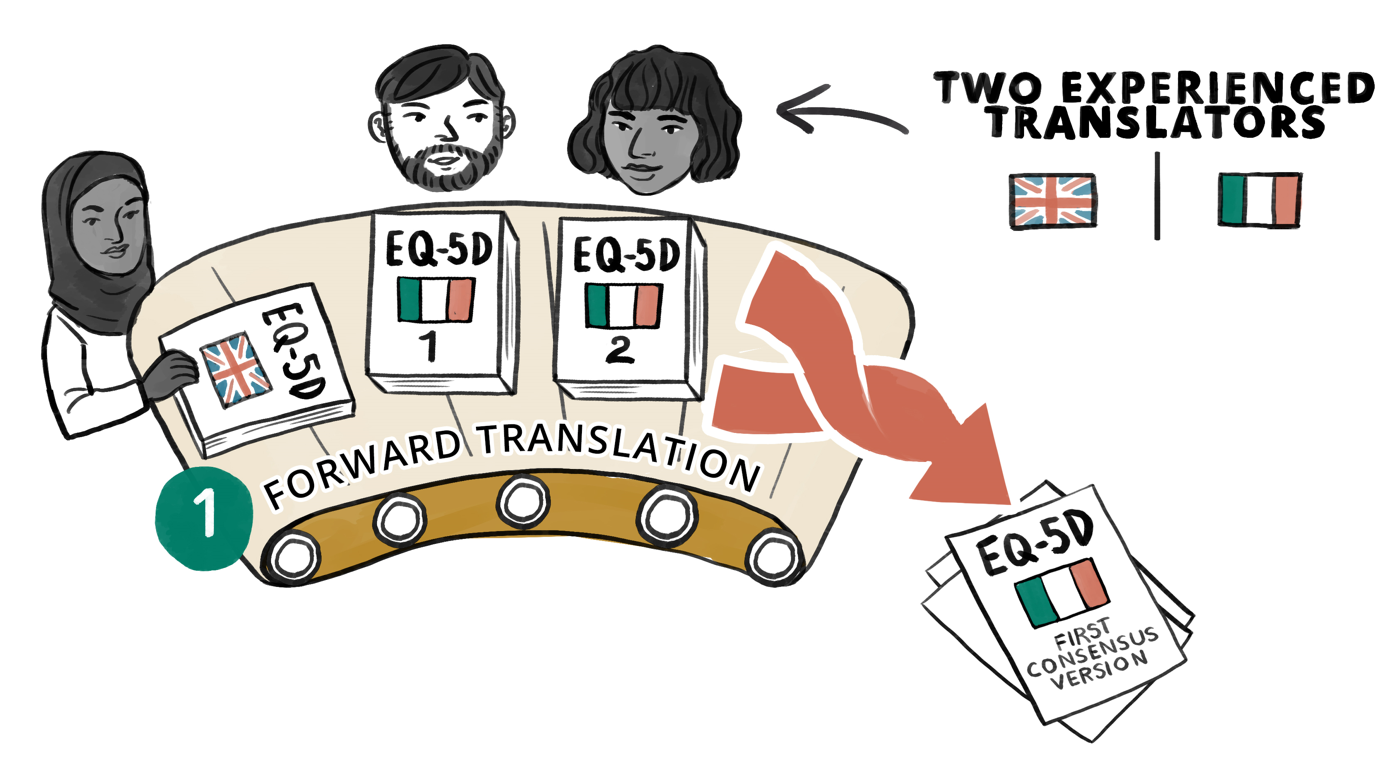 TWO EXPERIENCED
TRANSLATORS
EQ-5D
EQ-5D
1
EQ-5D
2
1
FORWARD TRANSLATION
EQ-5D
FIRST
CONSENSUS
VERSION